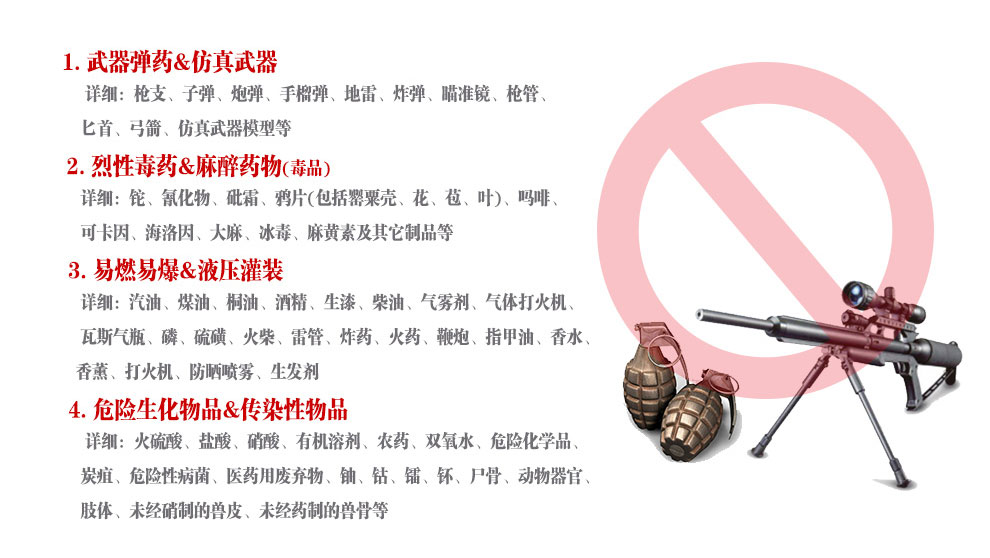 1. 武器弹药&仿真武器
详细：枪支、子弹、炮弹、手榴弹、地雷、炸弹、瞄准镜、枪管、
匕首、弓箭、仿真武器模型等
2. 烈性毒药&麻醉药物(毒品)
详细：铊、氰化物、砒霜、鸦片(包括罂粟壳、花、苞、叶)、吗啡、
可卡因、海洛因、大麻、冰毒、麻黄素及其它制品等
3. 易燃易爆&液压灌装
详细：汽油、煤油、桐油、酒精、生漆、柴油、气雾剂、气体打火机、
瓦斯气瓶、磷、硫磺、火柴、雷管、炸药、火药、鞭炮、指甲油、香水、
香薰、打火机、防晒喷雾、生发剂
4. 危险生化物品&传染性物品
详细：火硫酸、盐酸、硝酸、有机溶剂、农药、双氧水、危险化学品、
炭疽、危险性病菌、医药用废弃物、铀、钴、镭、钚、尸骨、动物器官、
肢体、未经硝制的兽皮、未经药制的兽骨等